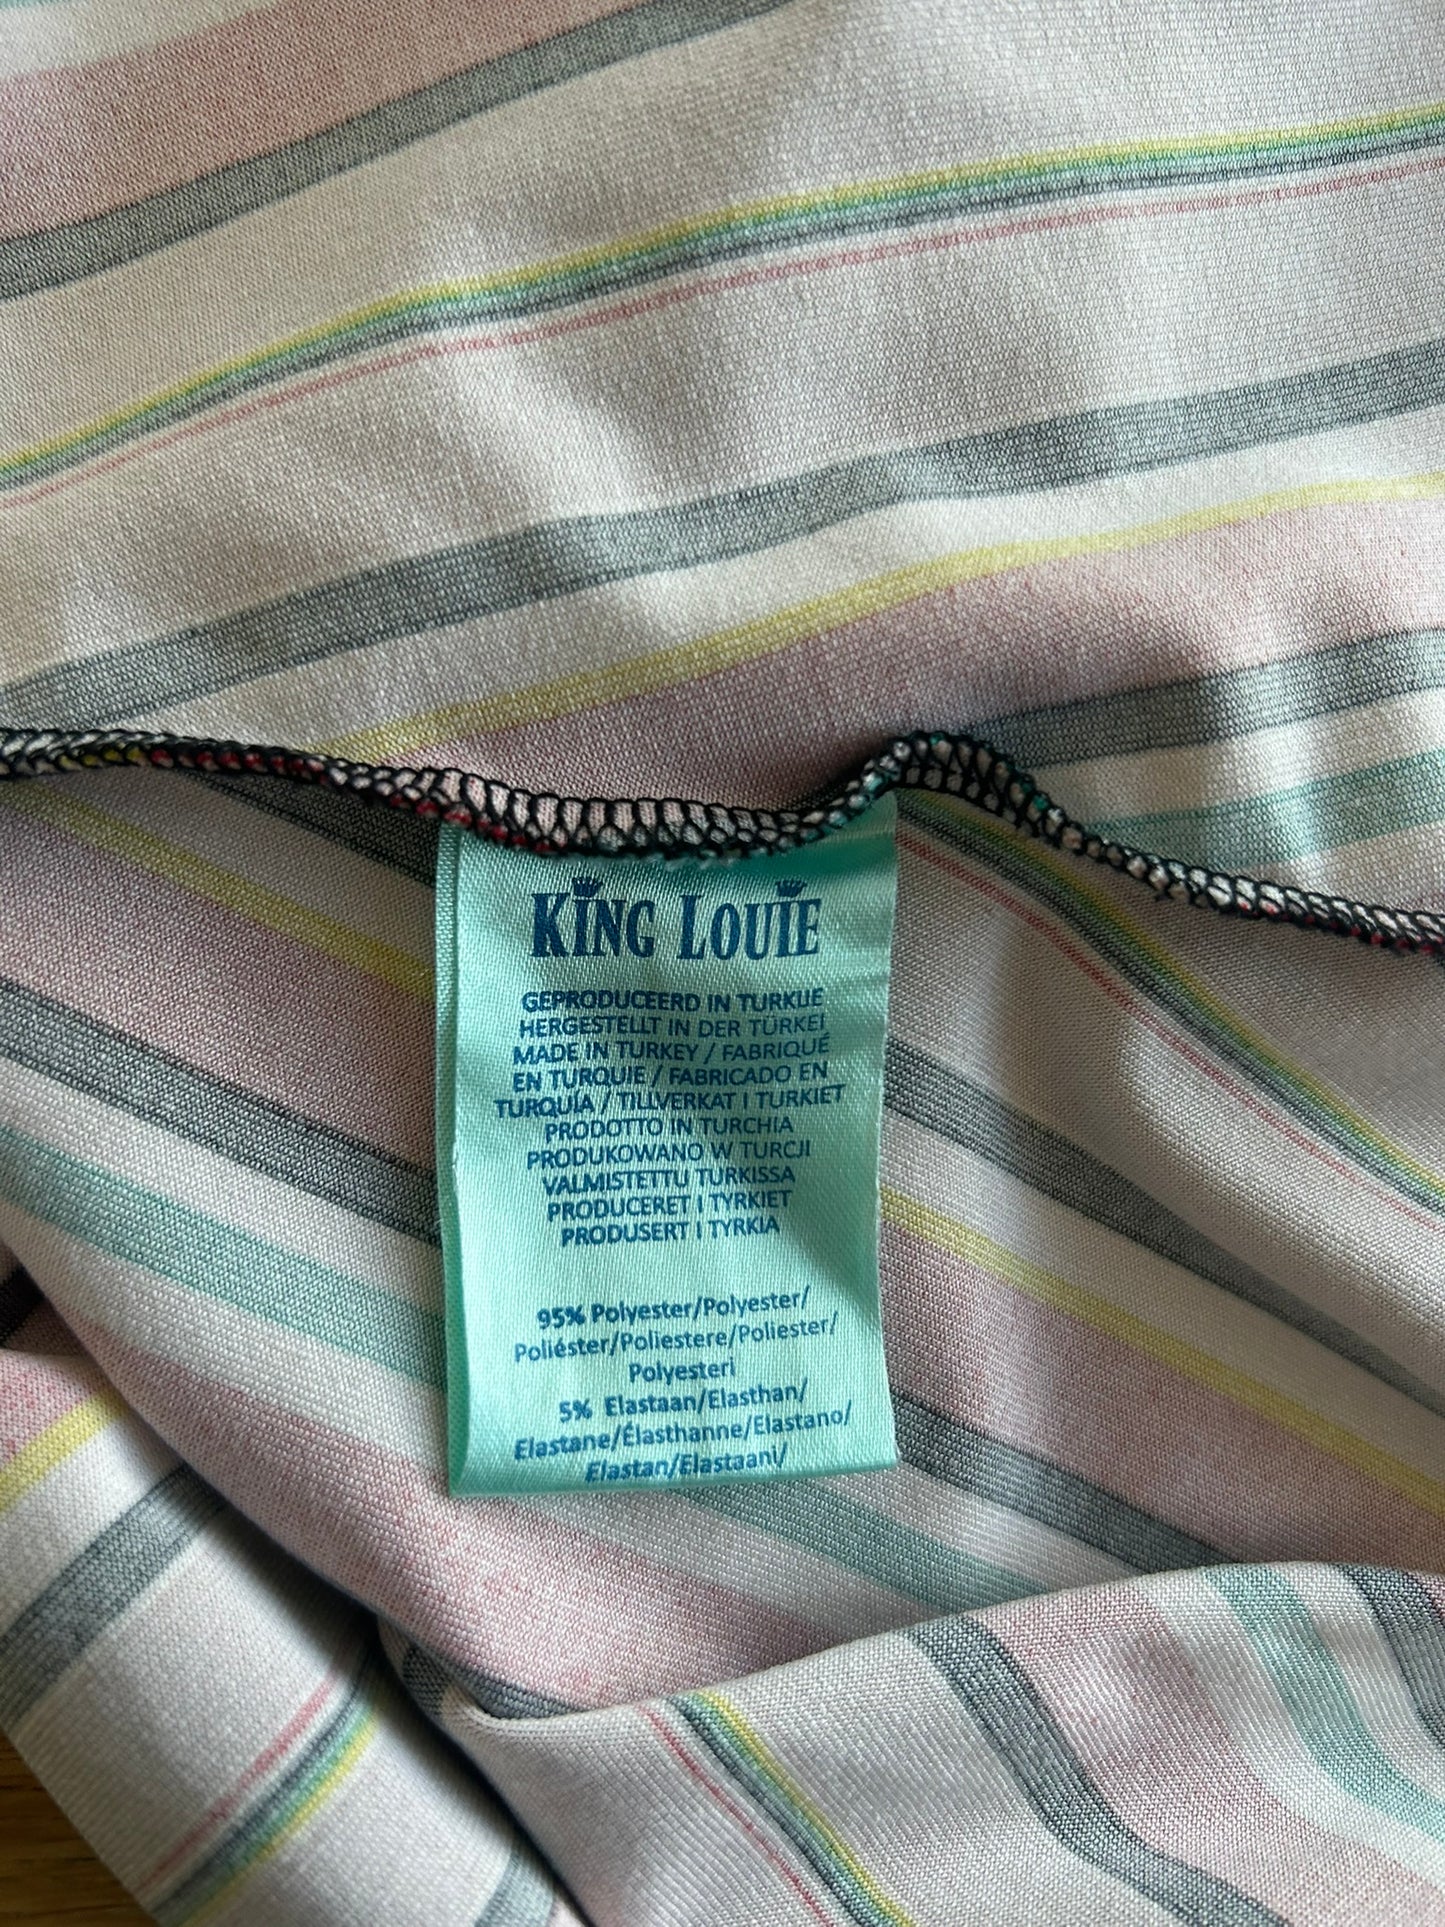 KING LOUIE
GEPRODUCEERD IN TURKIJE
HERGESTELLT IN DER TÜRKEI
MADE IN TURKEY / FABRIQUÉ
EN TURQUIE / FABRICADO EN
TURQUÍA / TILLVERKAT I TURKIET
PRODOTTO IN TURCHIA
PRODUKOWANO W TURCJI
VALMISTETTU TURKISSA
PRODUCERET I TYRKIET
PRODUSERT I TYRKIA
95% Polyester/Polyester/
Poliéster/Poliestere/Poliester/
Polyesteri
5% Elastaan/Elasthan/
Elastane/Élasthanne/Elastano/
Elastan/Elastaani/